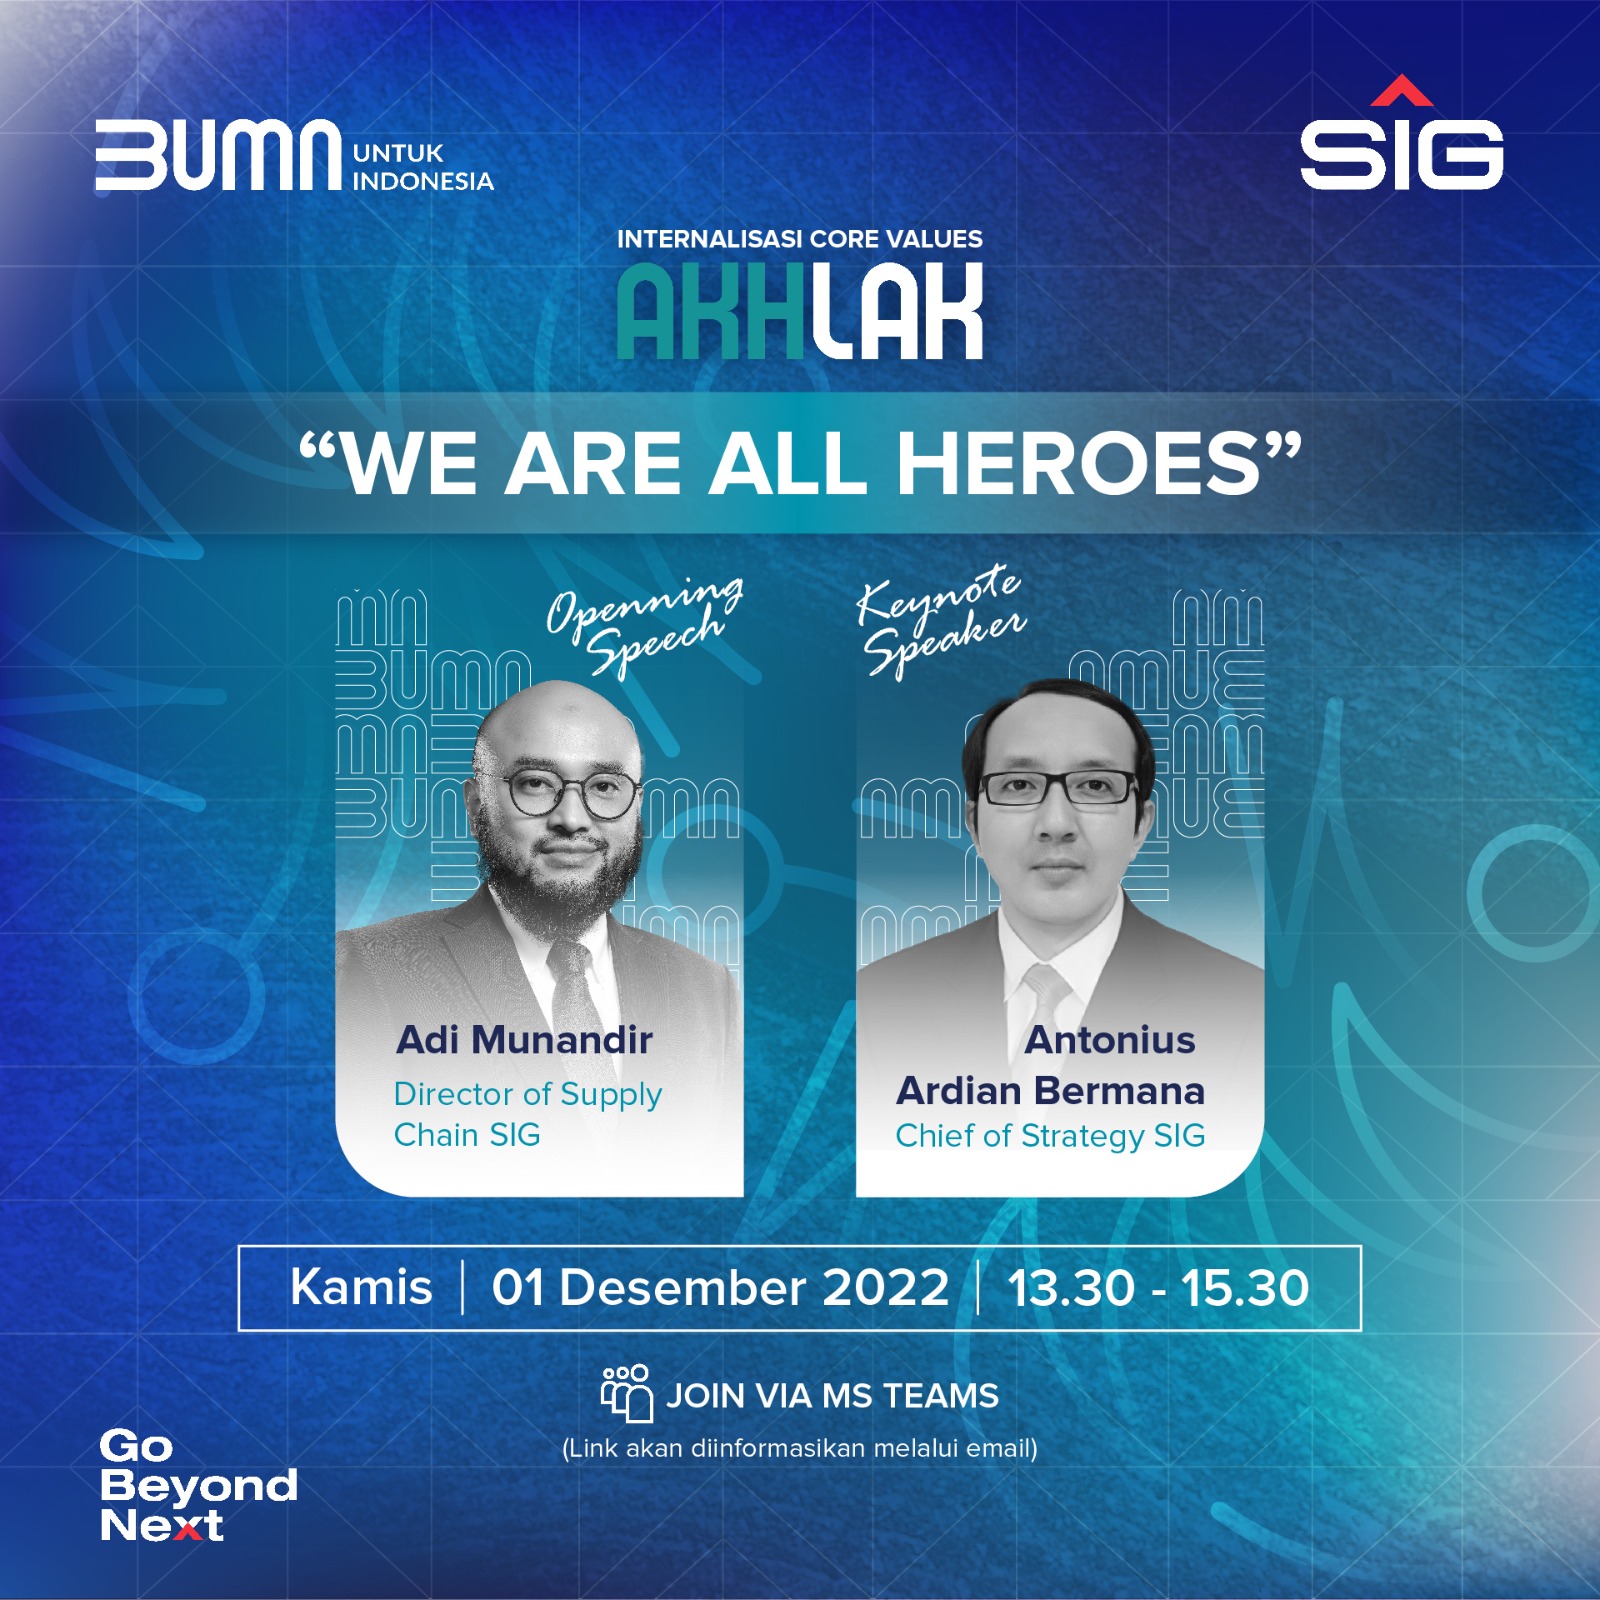 BUMN UNTUK
INDONESIA
SIG
INTERNALISASI CORE VALUES
AKHLAK
“WE ARE ALL HEROES”
Openning
Speech
Keynote
Speaker
Adi Munandir
Director of Supply
Chain SIG
Antonius
Ardian Bermana
Chief of Strategy SIG
Kamis | 01 Desember 2022 | 13.30 - 15.30
JOIN VIA MS TEAMS
(Link akan diinformasikan melalui email)
Go
Beyond
Next